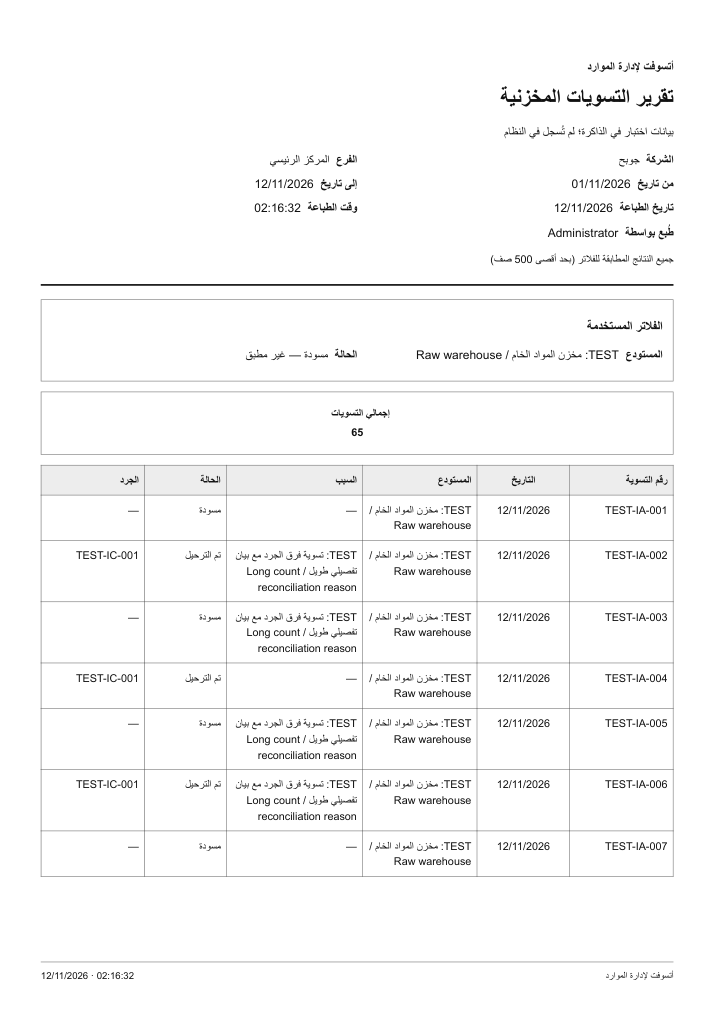 أتسوفت لإدارة الموارد
تقرير التسويات المخزنية
بيانات اختبار في الذاكرة؛ لم تُسجل في النظام
الشركة جوبح
الفرع المركز الرئيسي
من تاريخ 01/11/2026
إلى تاريخ 12/11/2026
تاريخ الطباعة 12/11/2026
وقت الطباعة 02:16:32
طُبع بواسطة Administrator
جميع النتائج المطابقة للفلاتر (بحد أقصى 500 صف)
الفلاتر المستخدمة
المستودع TEST: مخزن المواد الخام / Raw warehouse
الحالة مسودة — غير مطبق
إجمالي التسويات
65
رقم التسوية التاريخ المستودع السبب الحالة الجرد
TEST-IA-001 12/11/2026 TEST: مخزن المواد الخام / — مسودة —
Raw warehouse
TEST-IA-002 12/11/2026 TEST: مخزن المواد الخام / TEST: تسوية فرق الجرد مع بيان تم الترحيل TEST-IC-001
Raw warehouse تفصيلي طويل / Long count
reconciliation reason
TEST-IA-003 12/11/2026 TEST: مخزن المواد الخام / TEST: تسوية فرق الجرد مع بيان مسودة —
Raw warehouse تفصيلي طويل / Long count
reconciliation reason
TEST-IA-004 12/11/2026 TEST: مخزن المواد الخام / — تم الترحيل TEST-IC-001
Raw warehouse
TEST-IA-005 12/11/2026 TEST: مخزن المواد الخام / TEST: تسوية فرق الجرد مع بيان مسودة —
Raw warehouse تفصيلي طويل / Long count
reconciliation reason
TEST-IA-006 12/11/2026 TEST: مخزن المواد الخام / TEST: تسوية فرق الجرد مع بيان تم الترحيل TEST-IC-001
Raw warehouse تفصيلي طويل / Long count
reconciliation reason
TEST-IA-007 12/11/2026 TEST: مخزن المواد الخام / — مسودة —
Raw warehouse
أتسوفت لإدارة الموارد
12/11/2026 · 02:16:32